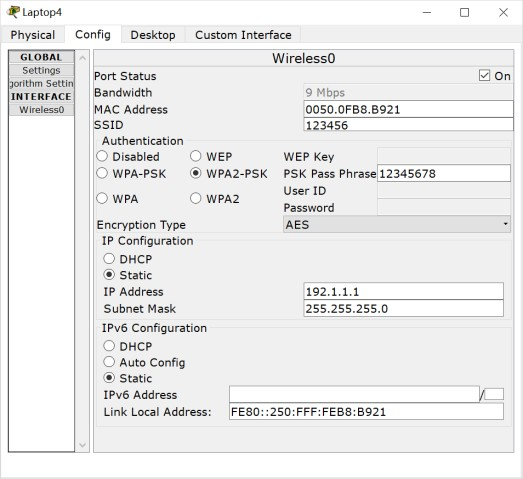 Laptop4
Physical Config Desktop Custom Interface
GLOBAL
Settings
gorithm Settin
INTERFACE
Wireless0
Wireless0
Port Status On
Bandwidth 9 Mbps
MAC Address 0050.0FB8.B921
SSID 123456
Authentication
Disabled WEP WEP Key
WPA-PSK WPA2-PSK PSK Pass Phrase 12345678
User ID
WPA WPA2
Password
Encryption Type AES
IP Configuration
DHCP
Static
IP Address 192.1.1.1
Subnet Mask 255.255.255.0
IPv6 Configuration
DHCP
Auto Config
Static
IPv6 Address /
Link Local Address: FE80::250:FFF:FEB8:B921